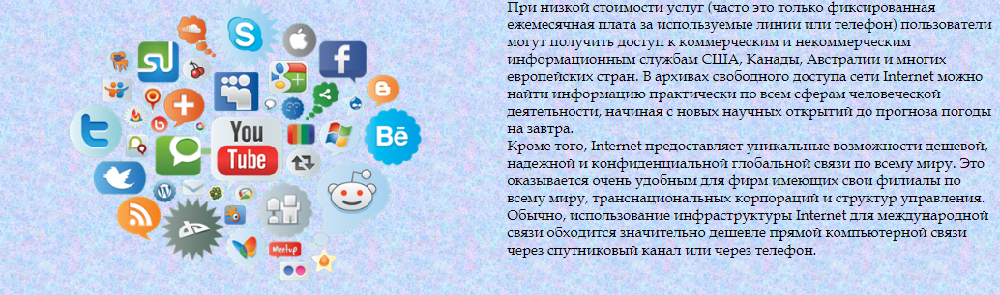 You
Tube
Bē
Meetup
При низкой стоимости услуг (часто это только фиксированная
ежемесячная плата за используемые линии или телефон) пользователи
могут получить доступ к коммерческим и некоммерческим
информационным службам США, Канады, Австралии и многих
европейских стран. В архивах свободного доступа сети Internet можно
найти информацию практически по всем сферам человеческой
деятельности, начиная с новых научных открытий до прогноза погоды
на завтра.
Кроме того, Internet предоставляет уникальные возможности дешевой,
надежной и конфиденциальной глобальной связи по всему миру. Это
оказывается очень удобным для фирм имеющих свои филиалы по
всему миру, транснациональных корпораций и структур управления.
Обычно, использование инфраструктуры Internet для международной
связи обходится значительно дешевле прямой компьютерной связи
через спутниковый канал или через телефон.